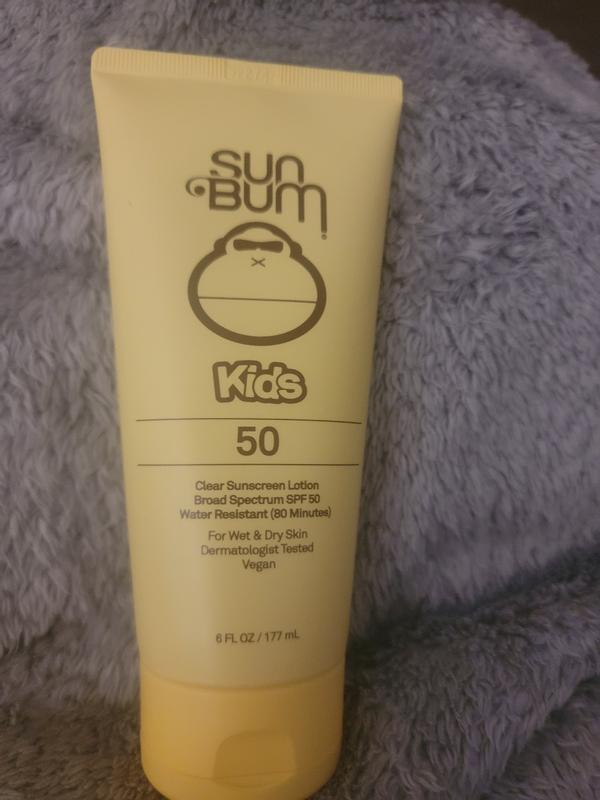 SUN
BUM®
Kids
50
Clear Sunscreen Lotion
Broad Spectrum SPF 50
Water Resistant (80 Minutes)
For Wet & Dry Skin
Dermatologist Tested
Vegan
6 FL OZ / 177 mL